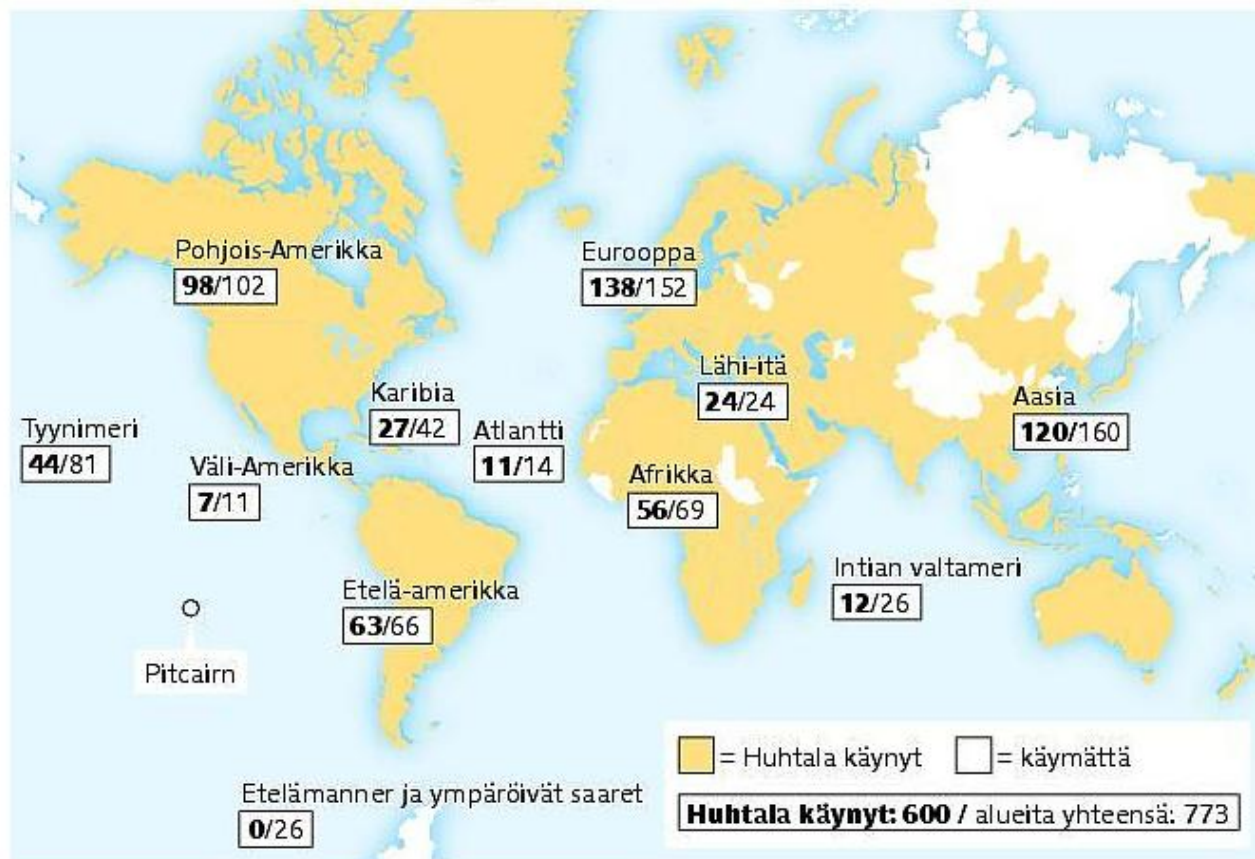 Pohjois-Amerikka
98/102
Eurooppa
138/152
Lähi-itä
24/24
Karibia
27/42
Aasia
120/160
Tyynimeri
44/81
Atlantti
11/14
Väli-Amerikka
7/11
Afrikka
56/69
Intian valtameri
12/26
Etelä-amerikka
63/66
Pitcairn
= Huhtala käynyt = käymättä
Etelämanner ja ympäröivät saaret
0/26
Huhtala käynyt: 600 / alueita yhteensä: 773